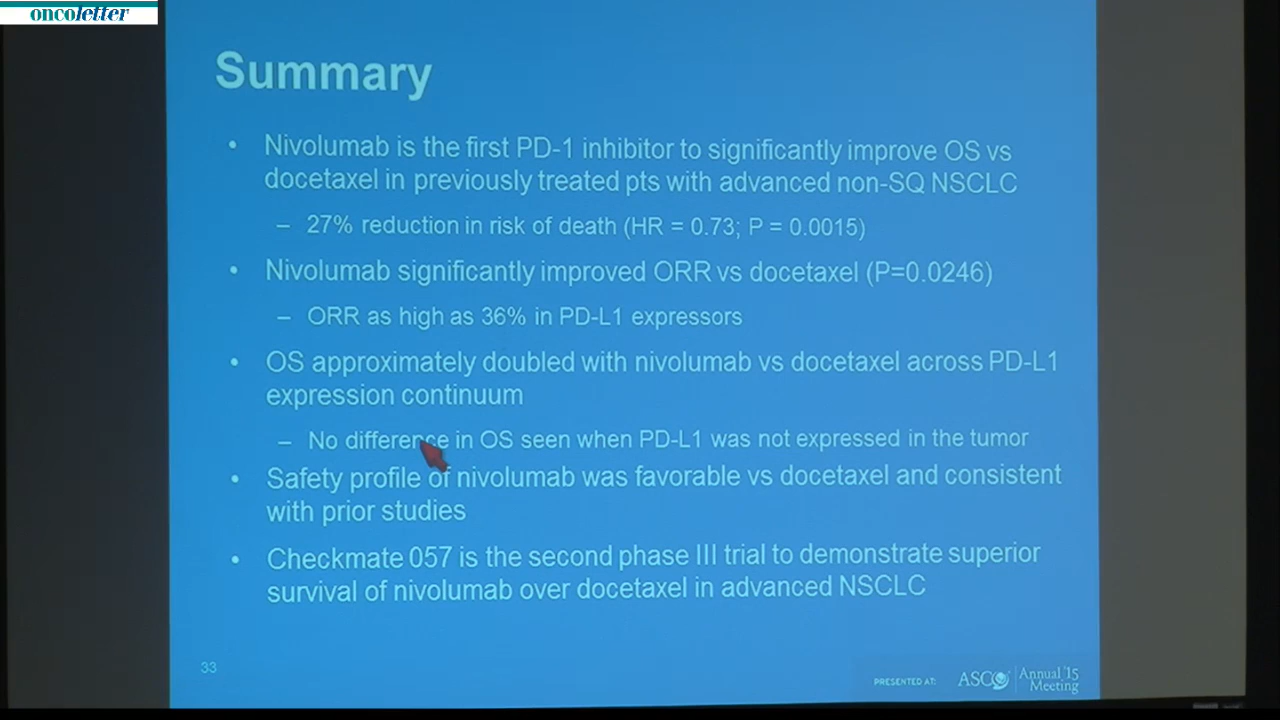 oncoletter
Summary
• Nivolumab is the first PD-1 inhibitor to significantly improve OS vs
docetaxel in previously treated pts with advanced non-SQ NSCLC
– 27% reduction in risk of death (HR = 0.73; P = 0.0015)
• Nivolumab significantly improved ORR vs docetaxel (P=0.0246)
– ORR as high as 36% in PD-L1 expressors
• OS approximately doubled with nivolumab vs docetaxel across PD-L1
expression continuum
– No difference in OS seen when PD-L1 was not expressed in the tumor
• Safety profile of nivolumab was favorable vs docetaxel and consistent
with prior studies
• Checkmate 057 is the second phase III trial to demonstrate superior
survival of nivolumab over docetaxel in advanced NSCLC
33
PRESENTED AT: ASCO Annual '15
Meeting